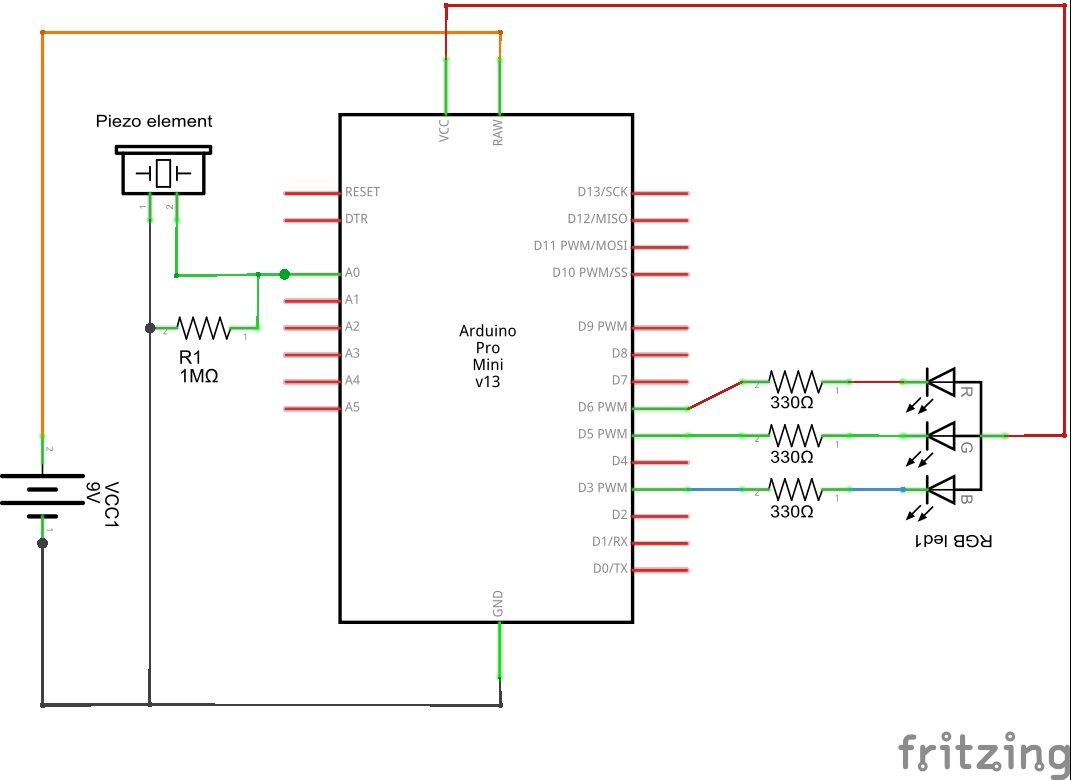 VCC
RAW
Piezo element
1
2
RESET
DTR
A0
A1
A2
A3
A4
A5
D13/SCK
D12/MISO
D11 PWM/MOSI
D10 PWM/SS
D9 PWM
D8
D7
D6 PWM
D5 PWM
D4
D3 PWM
D2
D1/RX
D0/TX
GND
Arduino
Pro
Mini
v13
2
1
R1
1MΩ
2
1
330Ω
R
2
1
330Ω
G
2
1
330Ω
B
RGB led1
2
VCC1
9V
1
fritzing